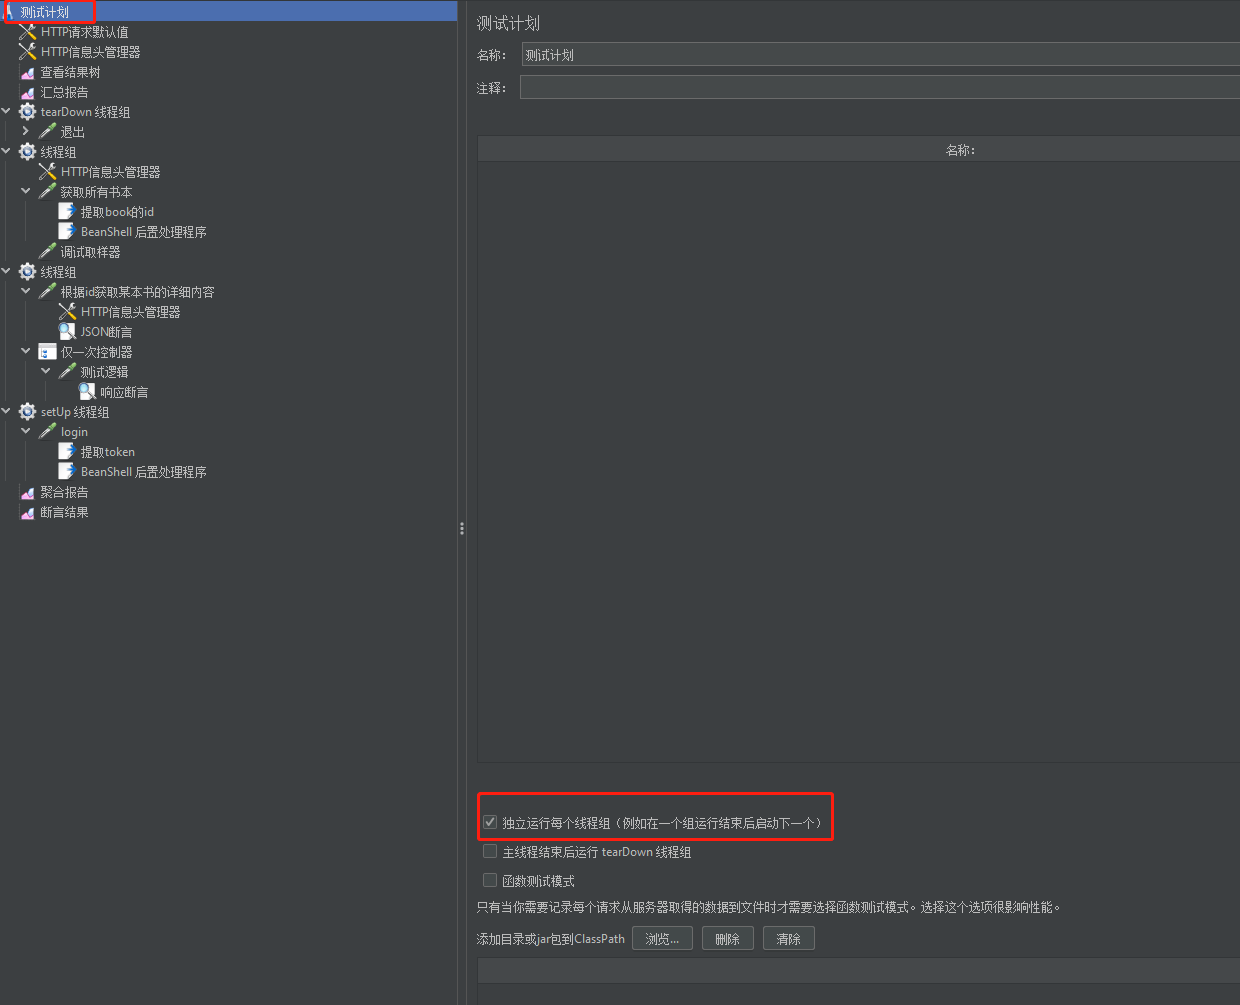 测试计划
HTTP请求默认值
HTTP信息头管理器
查看结果树
汇总报告
tearDown 线程组
退出
线程组
HTTP信息头管理器
获取所有书本
提取book的id
BeanShell 后置处理程序
调试取样器
线程组
根据id获取某本书的详细内容
HTTP信息头管理器
JSON断言
仅一次控制器
测试逻辑
响应断言
setUp 线程组
login
提取token
BeanShell 后置处理程序
聚合报告
断言结果
测试计划
名称： 测试计划
注释：
名称：
独立运行每个线程组（例如在一个组运行结束后启动下一个）
主线程结束后运行 tearDown 线程组
函数测试模式
只有当你需要记录每个请求从服务器取得的数据到文件时才需要选择函数测试模式。选择这个选项很影响性能。
添加目录或jar包到ClassPath 浏览... 删除 清除